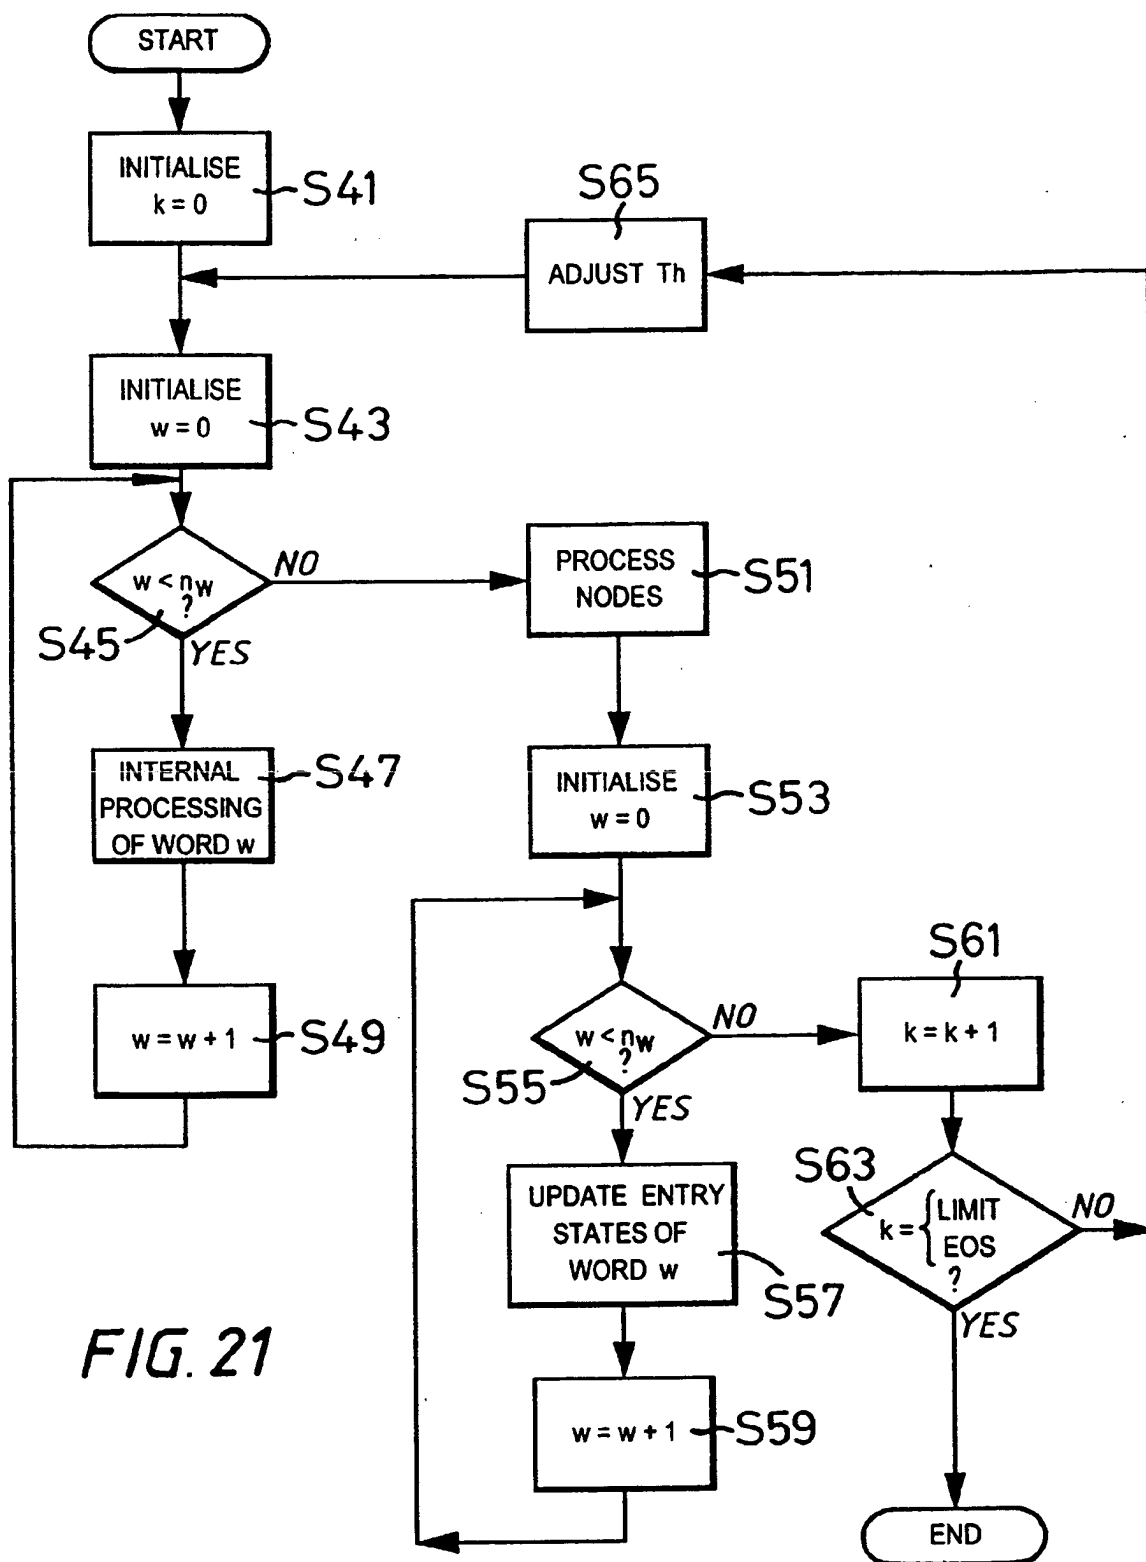 START
INITIALISE
k = 0
S41
S65
ADJUST Th
INITIALISE
w = 0
S43
w < nw
?
NO
S45
YES
PROCESS
NODES
S51
INTERNAL
PROCESSING
OF WORD w
S47
INITIALISE
w = 0
S53
w = w + 1
S49
w < nw
?
NO
S55
YES
S61
k = k + 1
UPDATE ENTRY
STATES OF
WORD w
S57
S63
k = { LIMIT
EOS
?
NO
YES
w = w + 1
S59
END
FIG. 21